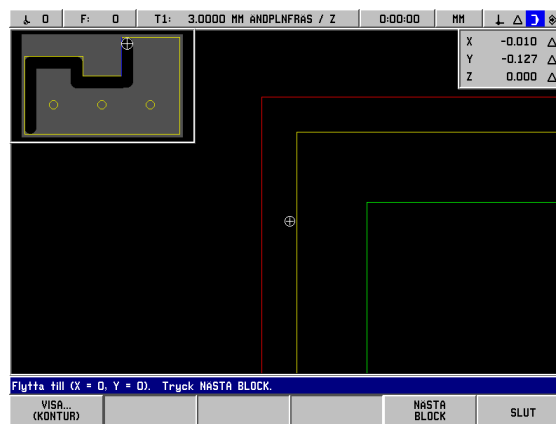 0 F: 0 T1: 3.0000 MM ANDPLNFRAS / Z 0:00:00 MM
X -0.010
Y -0.127
Z 0.000
Flytta till (X = 0, Y = 0). Tryck NASTA BLOCK.
VISA...
(KONTUR)
NASTA
BLOCK
SLUT